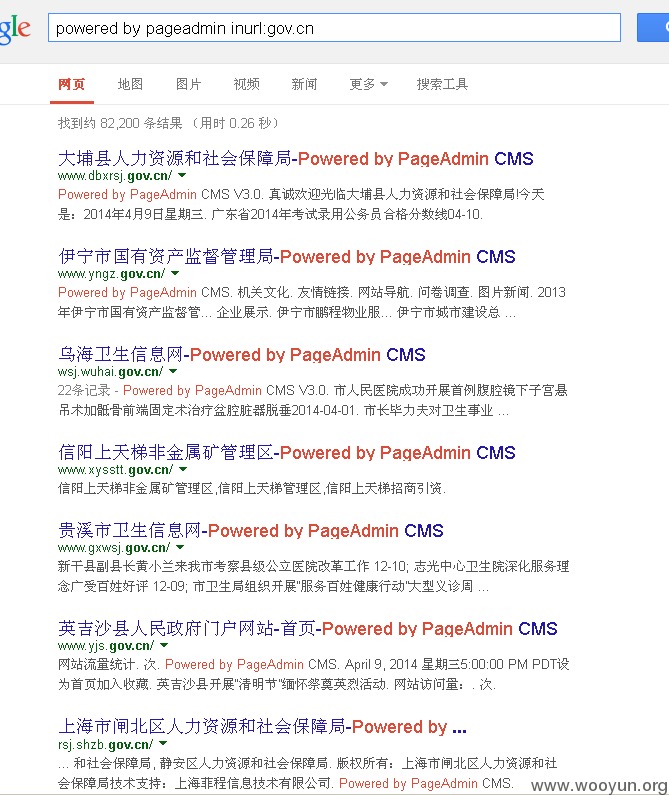 gle powered by pageadmin inurl:gov.cn
网页 地图 图片 视频 新闻 更多 搜索工具
找到约 82,200 条结果 （用时 0.26 秒）
大埔县人力资源和社会保障局-Powered by PageAdmin CMS
www.dbxrsj.gov.cn/
Powered by PageAdmin CMS V3.0. 真诚欢迎光临大埔县人力资源和社会保障局!今天
是：2014年4月9日星期三. 广东省2014年考试录用公务员合格分数线04-10.
伊宁市国有资产监督管理局-Powered by PageAdmin CMS
www.yngz.gov.cn/
Powered by PageAdmin CMS. 机关文化. 友情链接. 网站导航. 问卷调查. 图片新闻. 2013
年伊宁市国有资产监督管... 企业展示. 伊宁市鹏程物业服... 伊宁市城市建设总 ...
乌海卫生信息网-Powered by PageAdmin CMS
wsj.wuhai.gov.cn/
22条记录 - Powered by PageAdmin CMS V3.0. 市人民医院成功开展首例腹腔镜下子宫悬
吊术加骶骨前端固定术治疗盆腔脏器脱垂2014-04-01. 市长毕力夫对卫生事业 ...
信阳上天梯非金属矿管理区-Powered by PageAdmin CMS
www.xysstt.gov.cn/
信阳上天梯非金属矿管理区,信阳上天梯管理区,信阳上天梯招商引资.
贵溪市卫生信息网-Powered by PageAdmin CMS
www.gxwsj.gov.cn/
新干县副县长黄小兰来我市考察县级公立医院改革工作 12-10; 志光中心卫生院深化服务理
念广受百姓好评 12-09; 市卫生局组织开展"服务百姓健康行动"大型义诊周 ...
英吉沙县人民政府门户网站-首页-Powered by PageAdmin CMS
www.yjs.gov.cn/
网站流量统计. 次. Powered by PageAdmin CMS. April 9, 2014 星期三5:00:00 PM PDT设
为首页加入收藏. 英吉沙县开展"清明节"缅怀祭奠英烈活动. 网站访问量：. 次.
上海市闸北区人力资源和社会保障局-Powered by ...
rsj.shzb.gov.cn/
... 和社会保障局, 静安区人力资源和社会保障局. 版权所有：上海市闸北区人力资源和社
会保障局技术支持：上海菲程信息技术有限公司. Powered by PageAdmin CMS.
www.wooyun.org